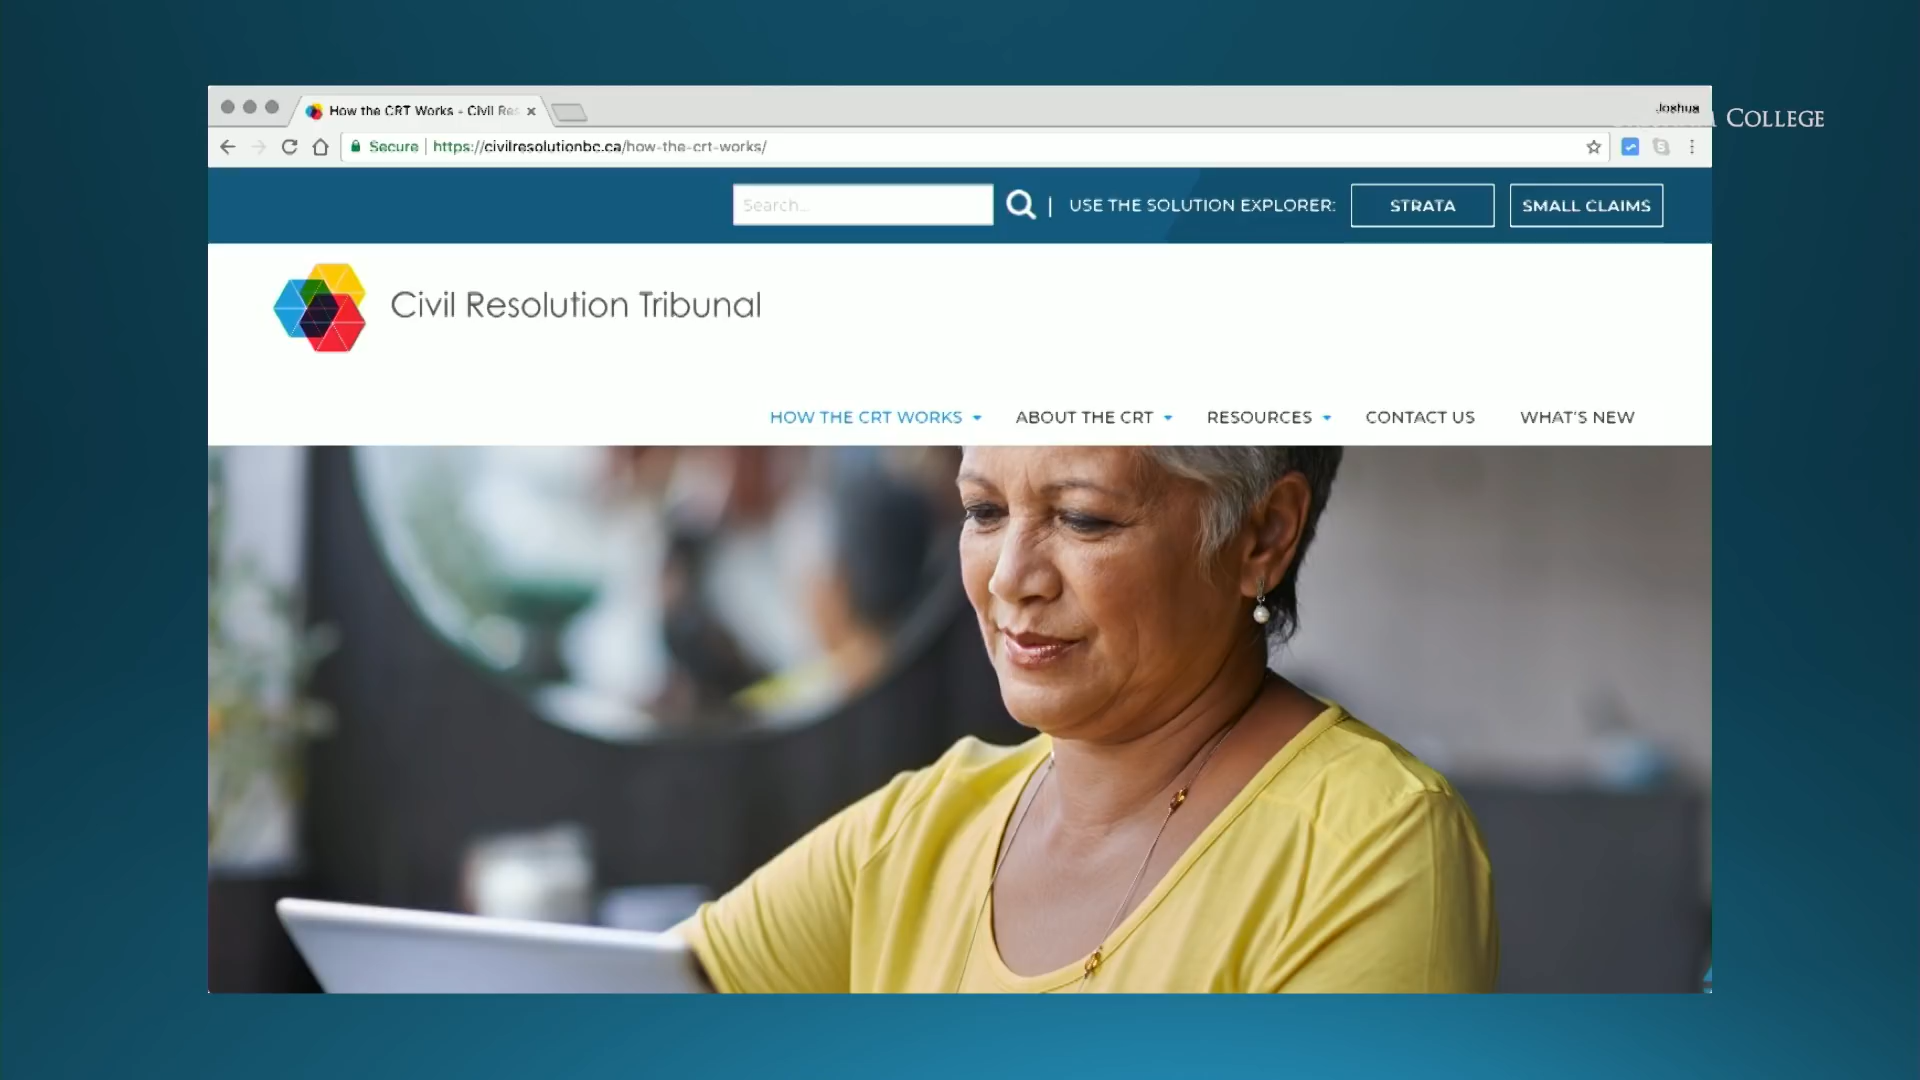 How the CRT Works - Civil Res
Joshua
COLLEGE
Secure https://civilresolutionbc.ca/how-the-crt-works/
Search...
USE THE SOLUTION EXPLORER:
STRATA
SMALL CLAIMS
Civil Resolution Tribunal
HOW THE CRT WORKS
ABOUT THE CRT
RESOURCES
CONTACT US
WHAT'S NEW